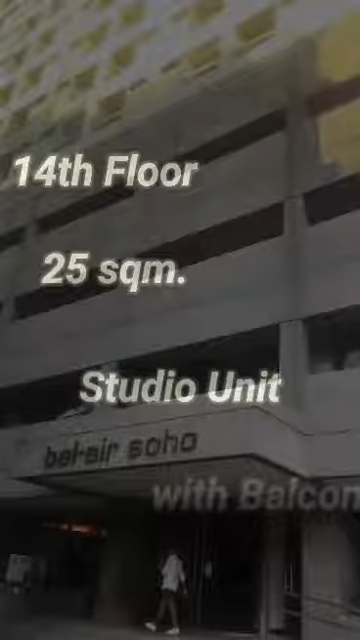 14th Floor
25 sqm.
Studio Unit
bel-air soho
with Balcon